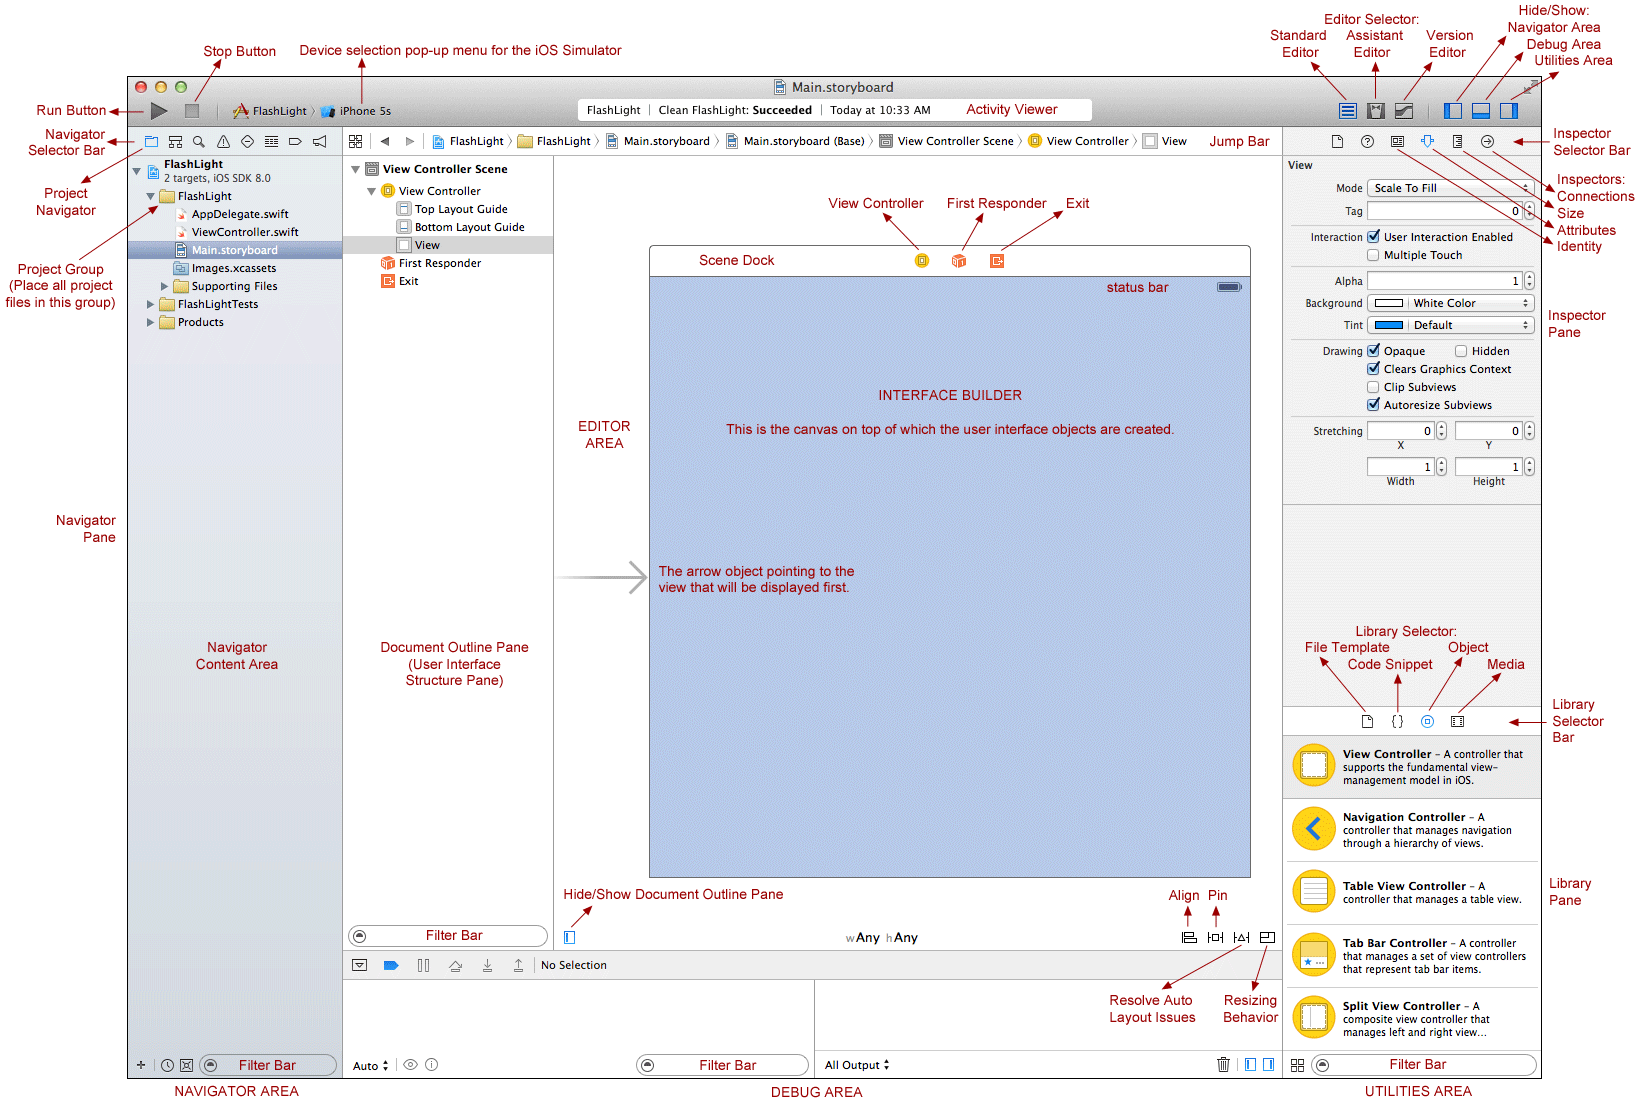 Hide/Show:
Navigator Area
Debug Area
Utilities Area
Editor Selector:
Standard
Editor
Assistant
Editor
Version
Editor
Stop Button
Device selection pop-up menu for the iOS Simulator
Main.storyboard
Run Button
FlashLight
iPhone 5s
FlashLight | Clean FlashLight: Succeeded | Today at 10:33 AM
Activity Viewer
Navigator
Selector Bar
FlashLight
FlashLight
Main.storyboard
Main.storyboard (Base)
View Controller Scene
View Controller
View
Jump Bar
Inspector
Selector Bar
Project
Navigator
FlashLight
2 targets, iOS SDK 8.0
FlashLight
AppDelegate.swift
ViewController.swift
Main.storyboard
Images.xcassets
Supporting Files
FlashLightTests
Products
Project Group
(Place all project
files in this group)
View Controller Scene
View Controller
Top Layout Guide
Bottom Layout Guide
View
First Responder
Exit
View Controller
First Responder
Exit
Scene Dock
status bar
INTERFACE BUILDER
This is the canvas on top of which the user interface objects are created.
EDITOR
AREA
The arrow object pointing to the
view that will be displayed first.
View
Mode Scale To Fill
Tag 0
Interaction User Interaction Enabled
Multiple Touch
Alpha 1
Background White Color
Tint Default
Drawing Opaque Hidden
Clears Graphics Context
Clip Subviews
Autoresize Subviews
Stretching 0 0
X Y
1 1
Width Height
Inspectors:
Connections
Size
Attributes
Identity
Inspector
Pane
Navigator
Pane
Navigator
Content Area
Document Outline Pane
(User Interface
Structure Pane)
Library Selector:
File Template
Object
Code Snippet
Media
{}
Library
Selector
Bar
View Controller – A controller that
supports the fundamental view-
management model in iOS.
Navigation Controller – A
controller that manages navigation
through a hierarchy of views.
Table View Controller – A
controller that manages a table view.
Tab Bar Controller – A controller
that manages a set of view controllers
that represent tab bar items.
Split View Controller – A
composite view controller that
manages left and right view...
Library
Pane
Hide/Show Document Outline Pane
Align Pin
Filter Bar
wAny hAny
No Selection
Resolve Auto
Layout Issues
Resizing
Behavior
Filter Bar
Auto
Filter Bar
All Output
Filter Bar
NAVIGATOR AREA
DEBUG AREA
UTILITIES AREA